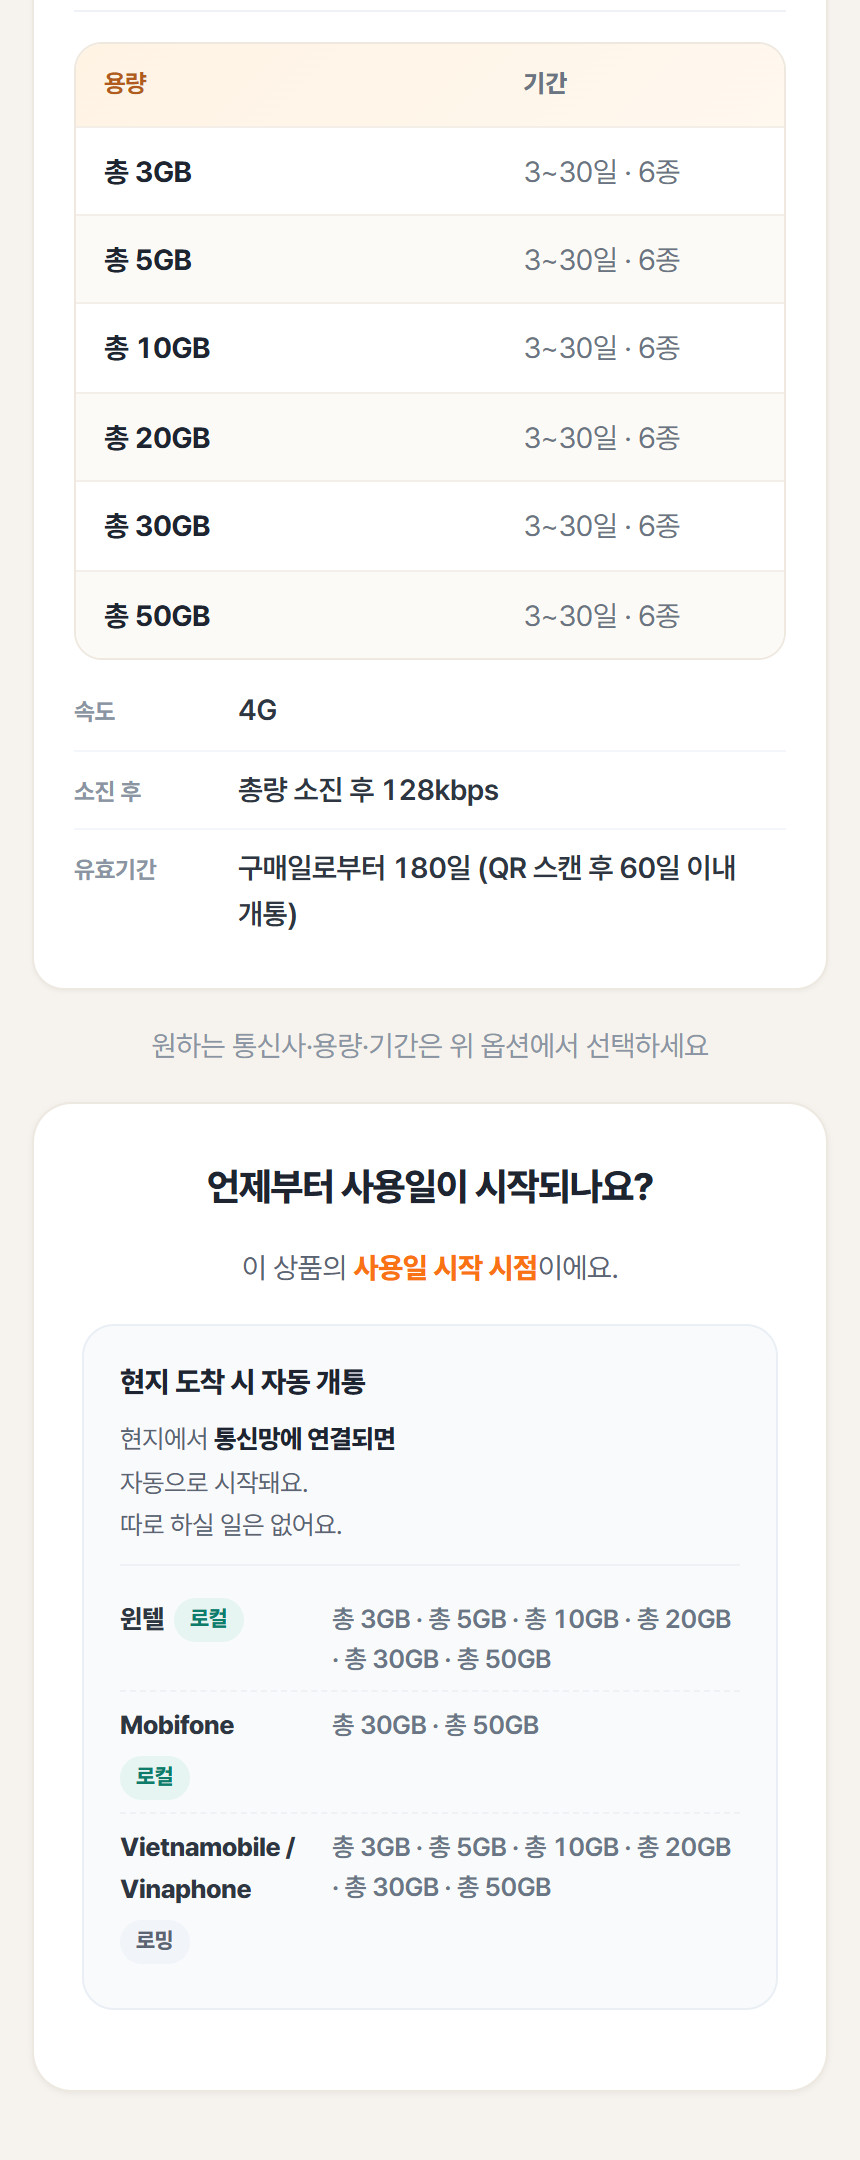 용량 기간
총 3GB 3~30일 · 6종
총 5GB 3~30일 · 6종
총 10GB 3~30일 · 6종
총 20GB 3~30일 · 6종
총 30GB 3~30일 · 6종
총 50GB 3~30일 · 6종
속도 4G
소진 후 총량 소진 후 128kbps
유효기간 구매일로부터 180일 (QR 스캔 후 60일 이내
개통)
원하는 통신사·용량·기간은 위 옵션에서 선택하세요
언제부터 사용일이 시작되나요?
이 상품의 사용일 시작 시점이에요.
현지 도착 시 자동 개통
현지에서 통신망에 연결되면
자동으로 시작돼요.
따로 하실 일은 없어요.
윈텔 로컬 총 3GB · 총 5GB · 총 10GB · 총 20GB
· 총 30GB · 총 50GB
Mobifone 총 30GB · 총 50GB
로컬
Vietnamobile / 총 3GB · 총 5GB · 총 10GB · 총 20GB
Vinaphone · 총 30GB · 총 50GB
로밍